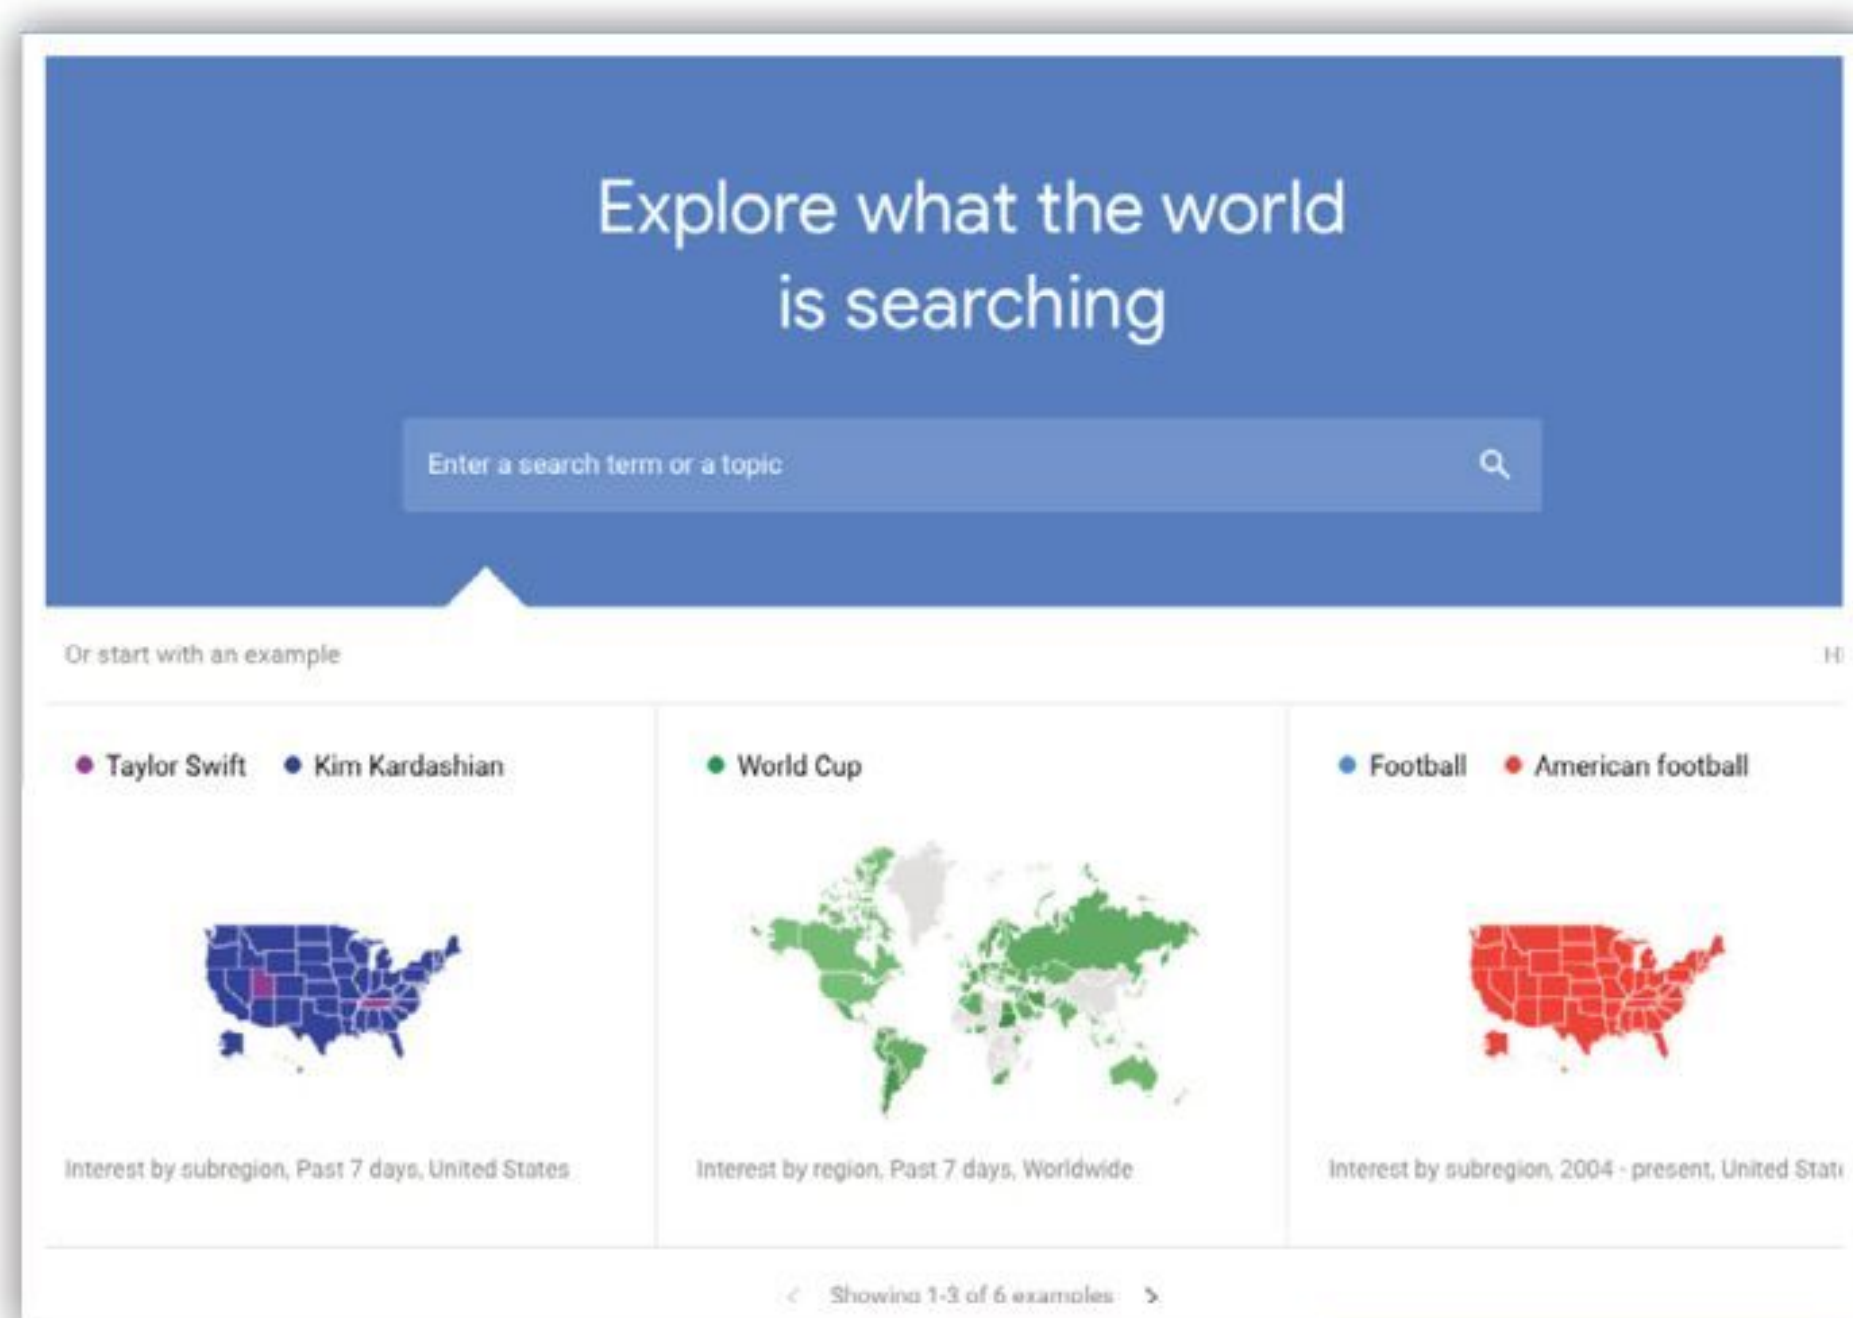 Explore what the world
is searching
Enter a search term or a topic
Or start with an example
Taylor Swift Kim Kardashian
World Cup
Football American football
Interest by subregion, Past 7 days, United States
Interest by region, Past 7 days, Worldwide
Interest by subregion, 2004 - present, United
Showing 1-3 of 6 examples